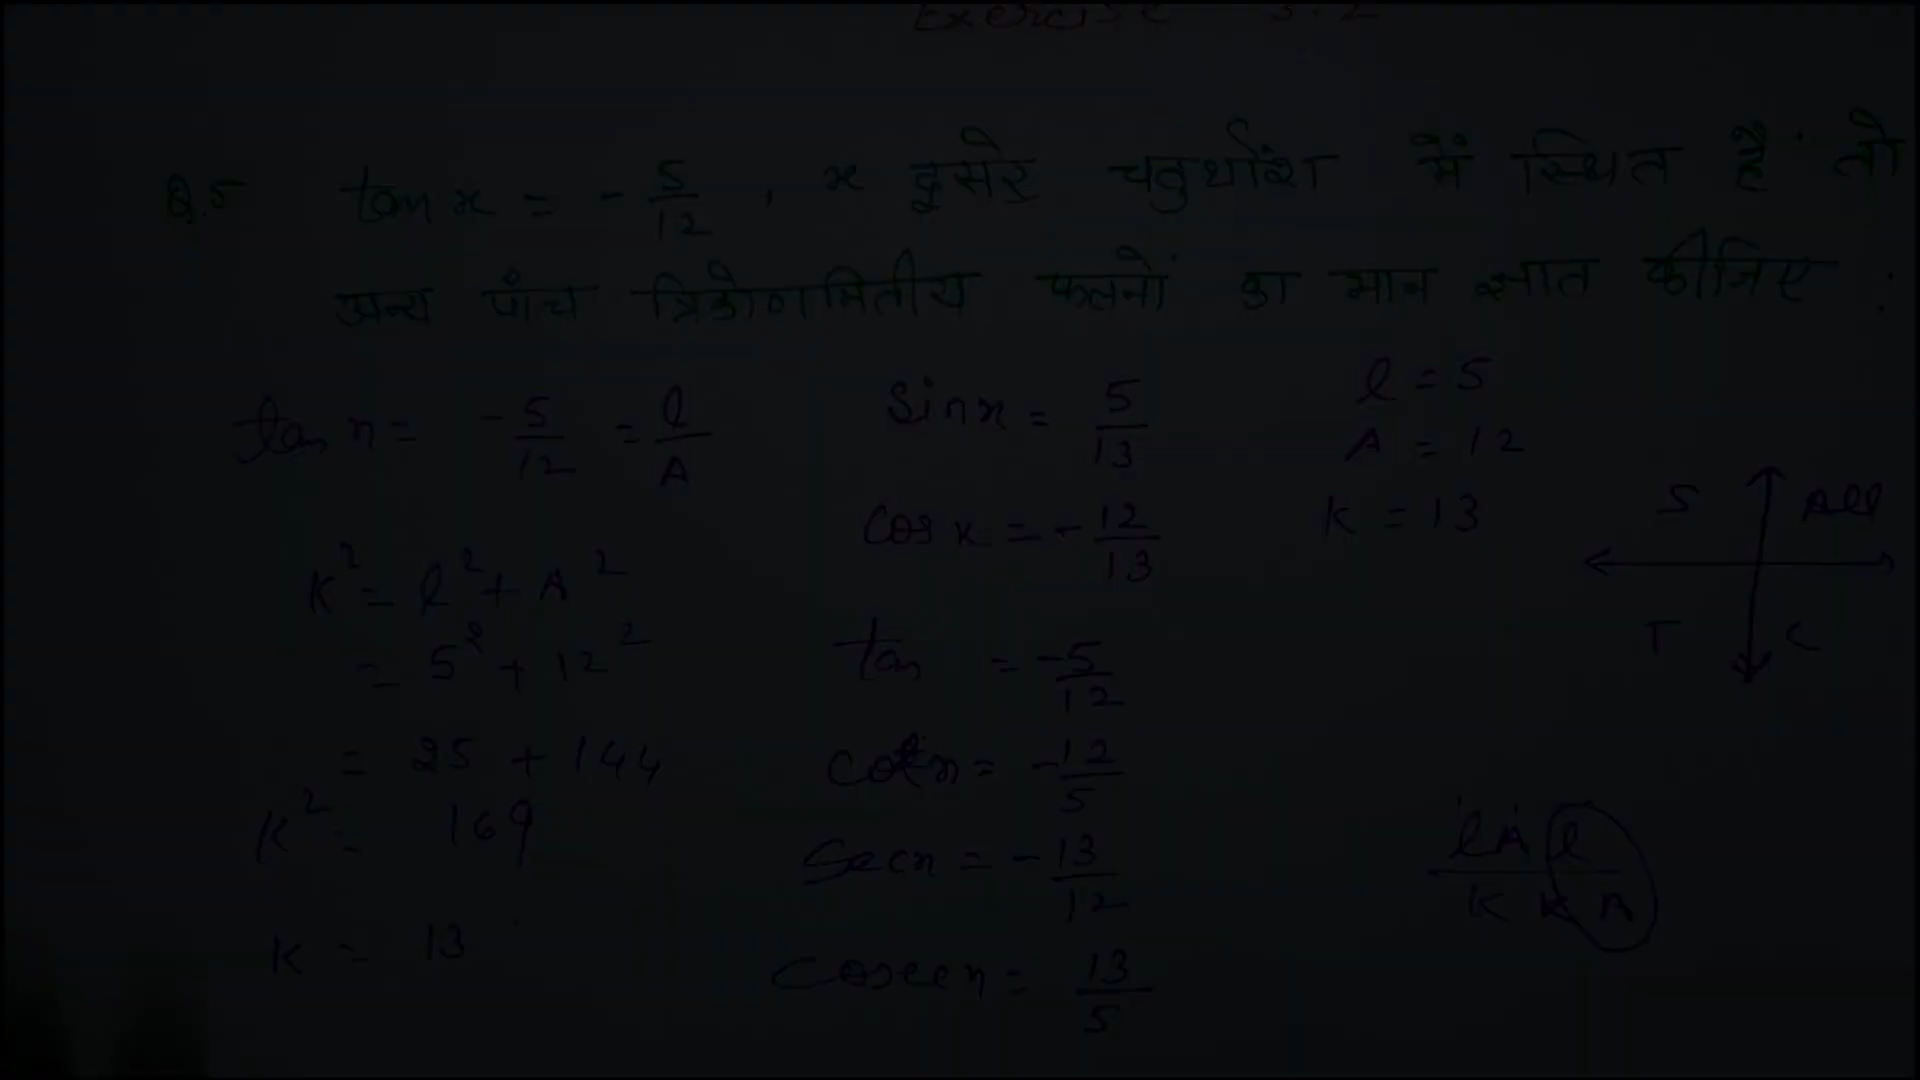 Exercise 3.2
Q.5 tan x = - 5/12 , x दूसरे चतुर्थांश में स्थित है तो
अन्य पांच त्रिकोणमितीय फलनों का मान ज्ञात कीजिए :
tan x = -5/12 = l/A
K² = l² + A²
= 5² + 12²
= 25 + 144
K² = 169
K = 13
Sin x = 5/13
Cos x = - 12/13
tan = -5/12
Cot x = -12/5
Sec x = -13/12
Cosec x = 13/5
l = 5
A = 12
K = 13
S All
T C
l A l
K K A